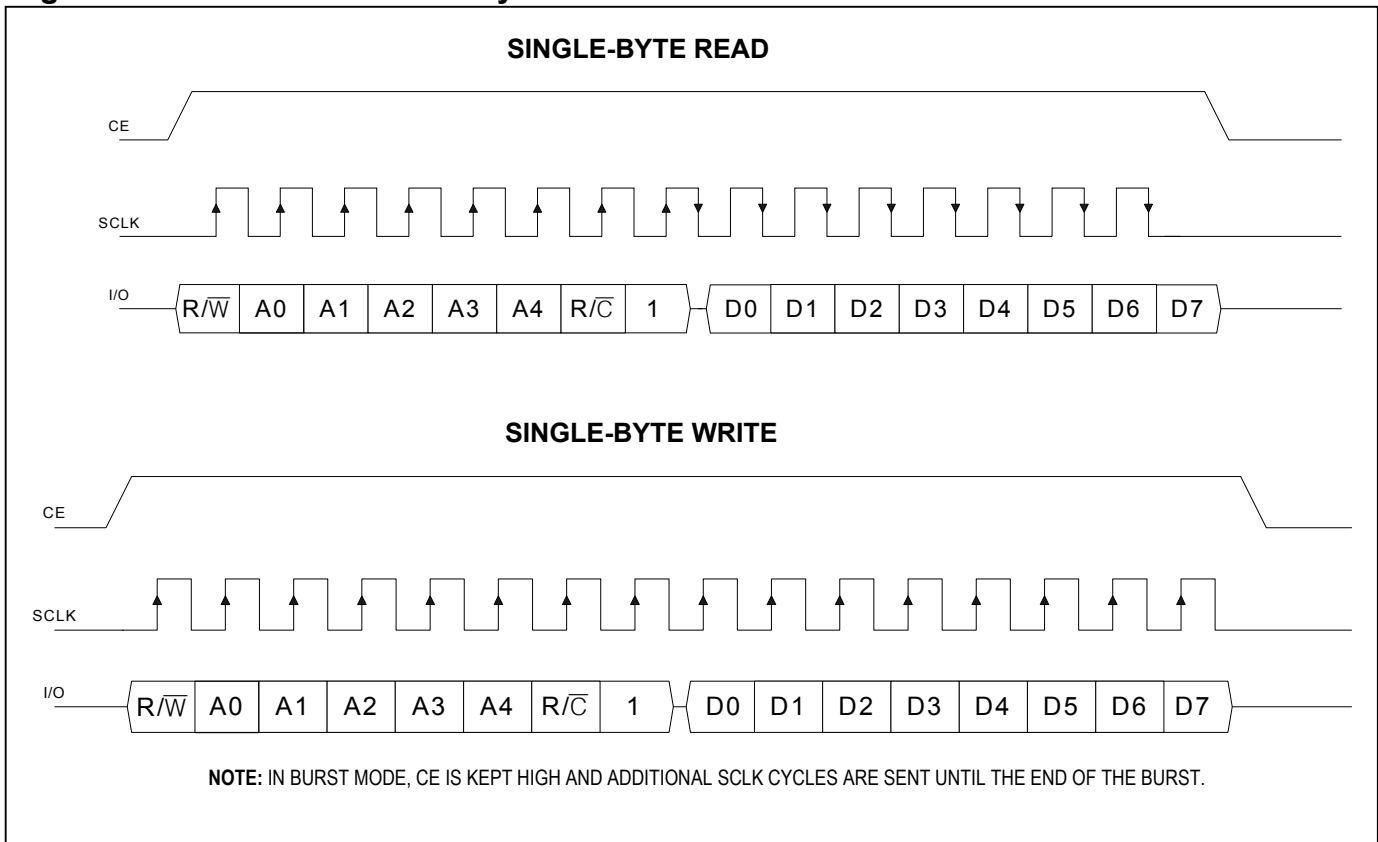 SINGLE-BYTE READ
CE
SCLK
I/O
R/W̅ A0 A1 A2 A3 A4 R/C̅ 1 D0 D1 D2 D3 D4 D5 D6 D7
SINGLE-BYTE WRITE
CE
SCLK
I/O
R/W̅ A0 A1 A2 A3 A4 R/C̅ 1 D0 D1 D2 D3 D4 D5 D6 D7
NOTE: IN BURST MODE, CE IS KEPT HIGH AND ADDITIONAL SCLK CYCLES ARE SENT UNTIL THE END OF THE BURST.